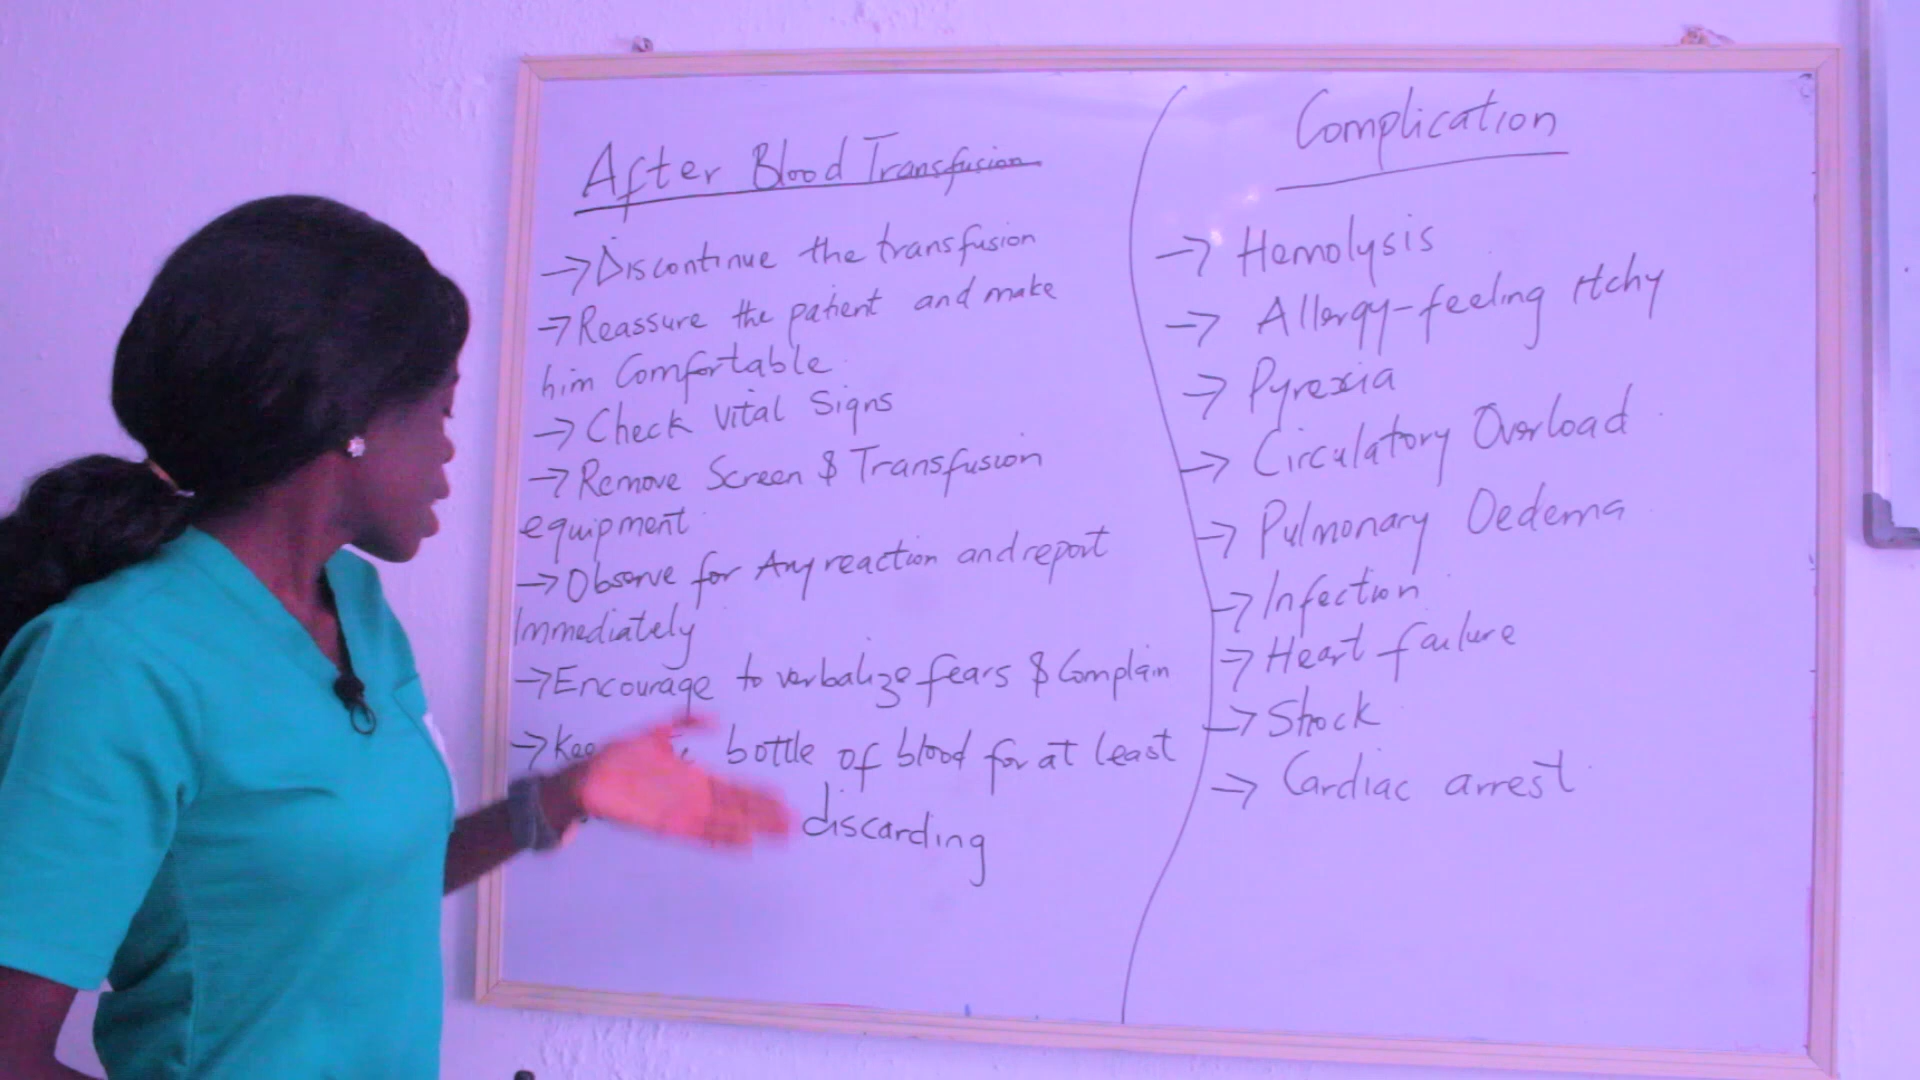 After Blood Transfusion
→ Discontinue the transfusion
→ Reassure the patient and make
him Comfortable.
→ Check Vital Signs
→ Remove Screen & Transfusion
equipment.
→ Observe for Any reaction and report
Immediately
→ Encourage to verbalize fears & Complain
→ bottle of blood for at least
discarding
Complication
→ Hemolysis
→ Allergy-feeling itchy
→ Pyrexia
→ Circulatory Overload
→ Pulmonary Oedema
→ Infection
→ Heart failure
→ Shock
→ Cardiac arrest